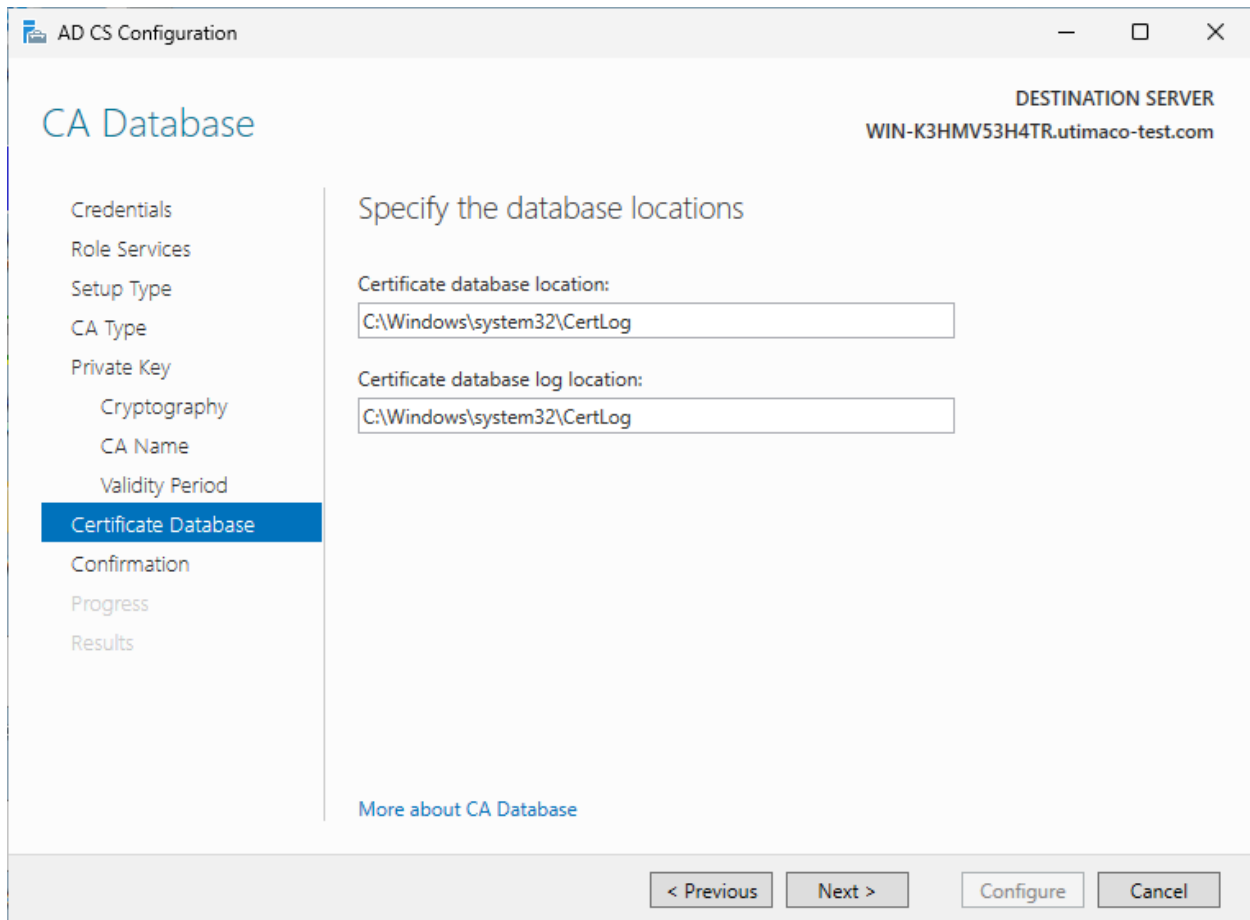 AD CS Configuration
CA Database
DESTINATION SERVER
WIN-K3HMV53H4TR.utimaco-test.com
Credentials
Role Services
Setup Type
CA Type
Private Key
Cryptography
CA Name
Validity Period
Certificate Database
Confirmation
Progress
Results
Specify the database locations
Certificate database location:
C:\Windows\system32\CertLog
Certificate database log location:
C:\Windows\system32\CertLog
More about CA Database
< Previous
Next >
Configure
Cancel